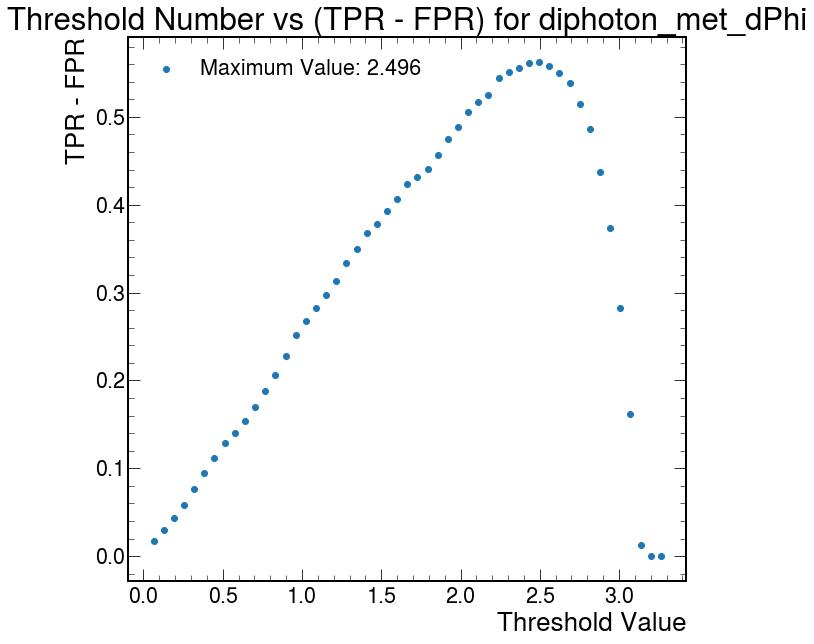 Threshold Number vs (TPR - FPR) for diphoton_met_dPhi
TPR - FPR
Maximum Value: 2.496
0.5
0.4
0.3
0.2
0.1
0.0
0.0 0.5 1.0 1.5 2.0 2.5 3.0
Threshold Value